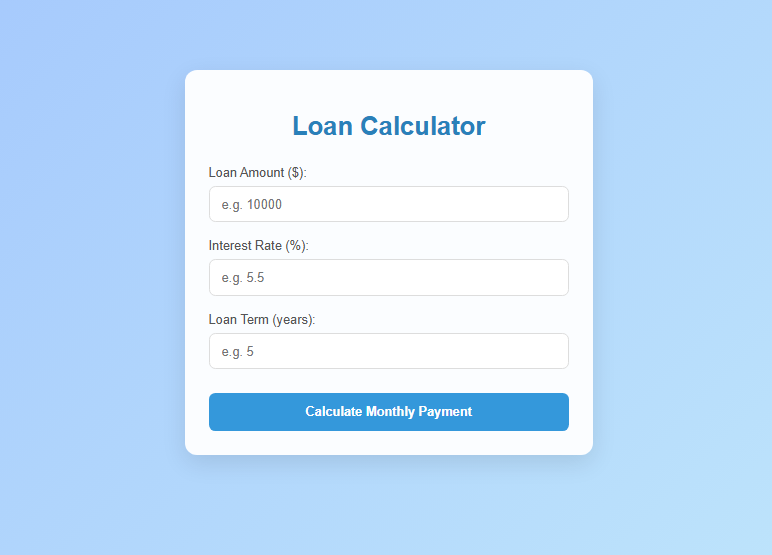 Loan Calculator
Loan Amount ($):
e.g. 10000
Interest Rate (%):
e.g. 5.5
Loan Term (years):
e.g. 5
Calculate Monthly Payment